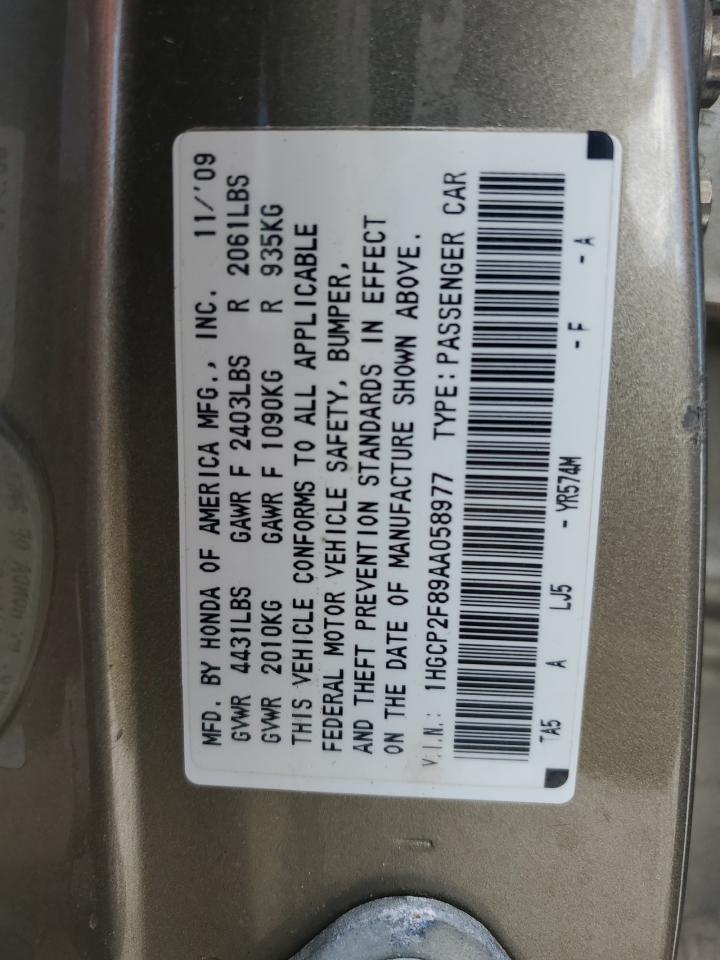 MFD. BY HONDA OF AMERICA MFG., INC. 11/'09
GVWR 4431LBS GAWR F 2403LBS R 2061LBS
GVWR 2010KG GAWR F 1090KG R 935KG
THIS VEHICLE CONFORMS TO ALL APPLICABLE
FEDERAL MOTOR VEHICLE SAFETY, BUMPER,
AND THEFT PREVENTION STANDARDS IN EFFECT
ON THE DATE OF MANUFACTURE SHOWN ABOVE.
V.I.N.: 1HGCP2F89AA058977 TYPE: PASSENGER CAR
TA5 A LJ5 - YR574M - F - A